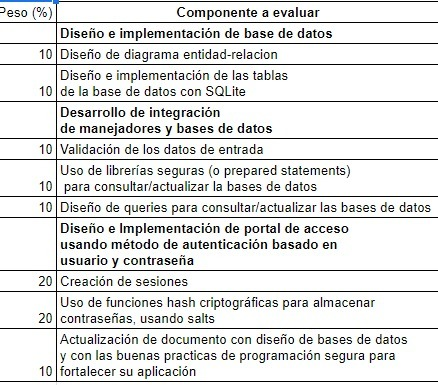 Peso (%) Componente a evaluar
Diseño e implementación de base de datos
10 Diseño de diagrama entidad-relacion
Diseño e implementación de las tablas
10 de la base de datos con SQLite
Desarrollo de integración
de manejadores y bases de datos
10 Validación de los datos de entrada
Uso de librerías seguras (o prepared statements)
10 para consultar/actualizar la bases de datos
10 Diseño de queries para consultar/actualizar las bases de datos
Diseño e Implementación de portal de acceso
usando método de autenticación basado en
usuario y contraseña
20 Creación de sesiones
Uso de funciones hash criptográficas para almacenar
20 contraseñas, usando salts
Actualización de documento con diseño de bases de datos
y con las buenas practicas de programación segura para
10 fortalecer su aplicación